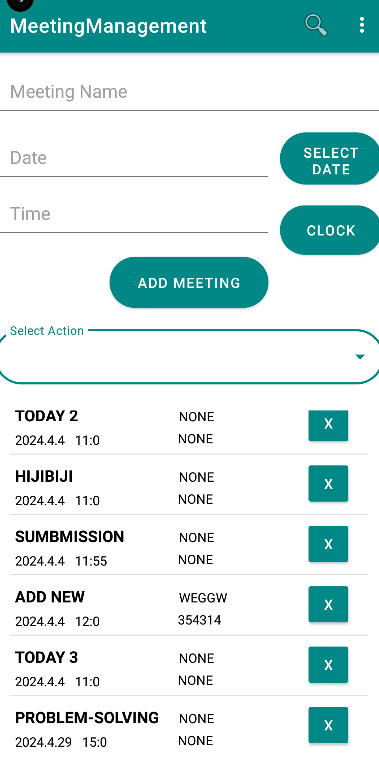 MeetingManagement
Meeting Name
Date
SELECT
DATE
Time
CLOCK
ADD MEETING
Select Action
TODAY 2 NONE
X
2024.4.4 11:0 NONE
HIJIBIJI NONE
X
2024.4.4 11:0 NONE
SUMBMISSION NONE
X
2024.4.4 11:55 NONE
ADD NEW WEGGW
X
2024.4.4 12:0 354314
TODAY 3 NONE
X
2024.4.4 11:0 NONE
PROBLEM-SOLVING NONE
X
2024.4.29 15:0 NONE